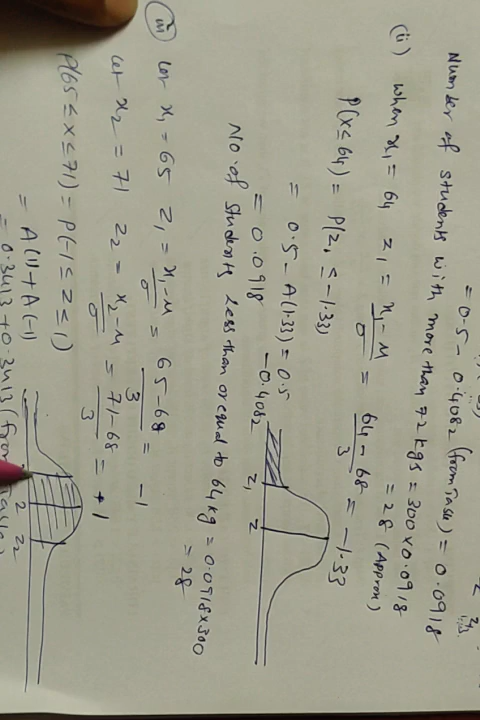 = 0.5 - 0.4082 (from Table) = 0.0918
Number of students with more than 72 kgs = 300 x 0.0918
= 28 (Approx)
(ii) when x₁ = 64 z₁ = x₁-μ/σ = 64-68/3 = -1.33
P(x ≤ 64) = P(z₁ ≤ -1.33)
= 0.5 - A(1.33) = 0.5 - 0.4082
= 0.0918
z₁ z
No. of students less than or equal to 64 kg = 0.0918 x 300
= 28
(iii) let x₁ = 65 z₁ = x₁-μ/σ = 65-68/3 = -1
let x₂ = 71 z₂ = x₂-μ/σ = 71-68/3 = +1
P(65 ≤ x ≤ 71) = P(-1 ≤ z ≤ 1)
= A(1) + A(-1)
z z₂
= 0.3413 + 0.3413 (from Table)